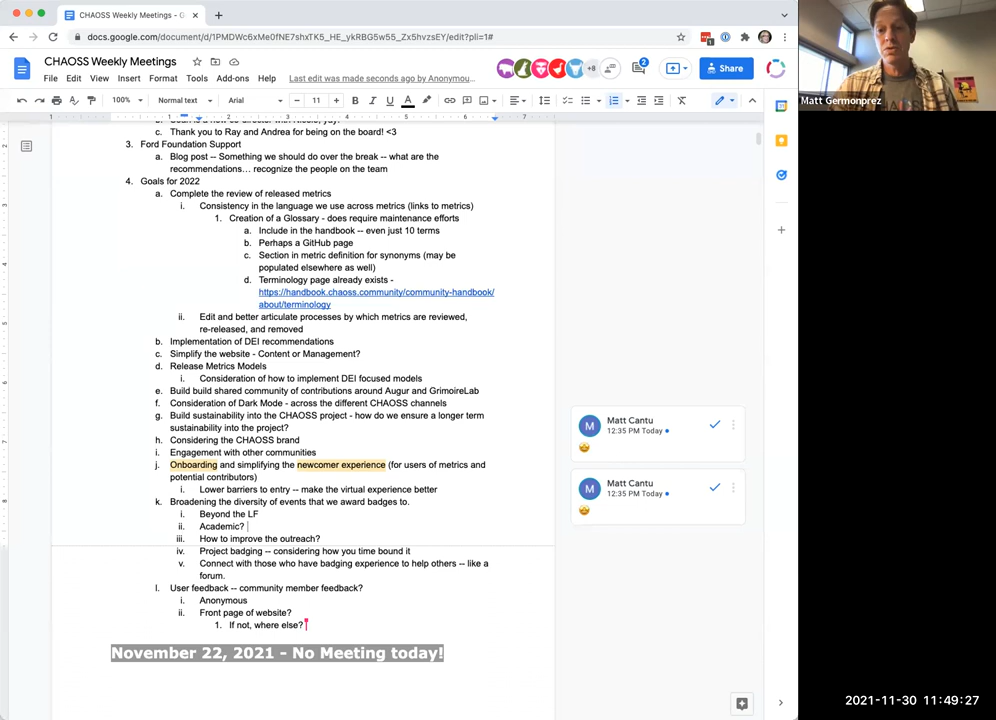 CHAOSS Weekly Meetings - G
docs.google.com/document/d/1PMDWc6xMe0fNE7shxTK5_HE_ykRBG5w55_Zx5hvzsEY/edit?pli=1#
CHAOSS Weekly Meetings
File Edit View Insert Format Tools Add-ons Help Last edit was made seconds ago by Anonymou...
+8
2
Share
100% Normal text Arial 11
B I U A
1 1 2 3 4 5 6 7
c. Thank you to Ray and Andrea for being on the board! <3
3. Ford Foundation Support
a. Blog post -- Something we should do over the break -- what are the
recommendations… recognize the people on the team
4. Goals for 2022
a. Complete the review of released metrics
i. Consistency in the language we use across metrics (links to metrics)
1. Creation of a Glossary - does require maintenance efforts
a. Include in the handbook -- even just 10 terms
b. Perhaps a GitHub page
c. Section in metric definition for synonyms (may be
populated elsewhere as well)
d. Terminology page already exists -
https://handbook.chaoss.community/community-handbook/
about/terminology
ii. Edit and better articulate processes by which metrics are reviewed,
re-released, and removed
b. Implementation of DEI recommendations
c. Simplify the website - Content or Management?
d. Release Metrics Models
i. Consideration of how to implement DEI focused models
e. Build build shared community of contributions around Augur and GrimoireLab
f. Consideration of Dark Mode - across the different CHAOSS channels
g. Build sustainability into the CHAOSS project - how do we ensure a longer term
sustainability into the project?
h. Considering the CHAOSS brand
i. Engagement with other communities
j. Onboarding and simplifying the newcomer experience (for users of metrics and
potential contributors)
i. Lower barriers to entry -- make the virtual experience better
k. Broadening the diversity of events that we award badges to.
i. Beyond the LF
ii. Academic?
iii. How to improve the outreach?
iv. Project badging -- considering how you time bound it
v. Connect with those who have badging experience to help others -- like a
forum.
l. User feedback -- community member feedback?
i. Anonymous
ii. Front page of website?
1. If not, where else?
November 22, 2021 - No Meeting today!
M
Matt Cantu
12:35 PM Today
🤩
M
Matt Cantu
12:35 PM Today
🤩
Matt Germonprez
2021-11-30 11:49:27